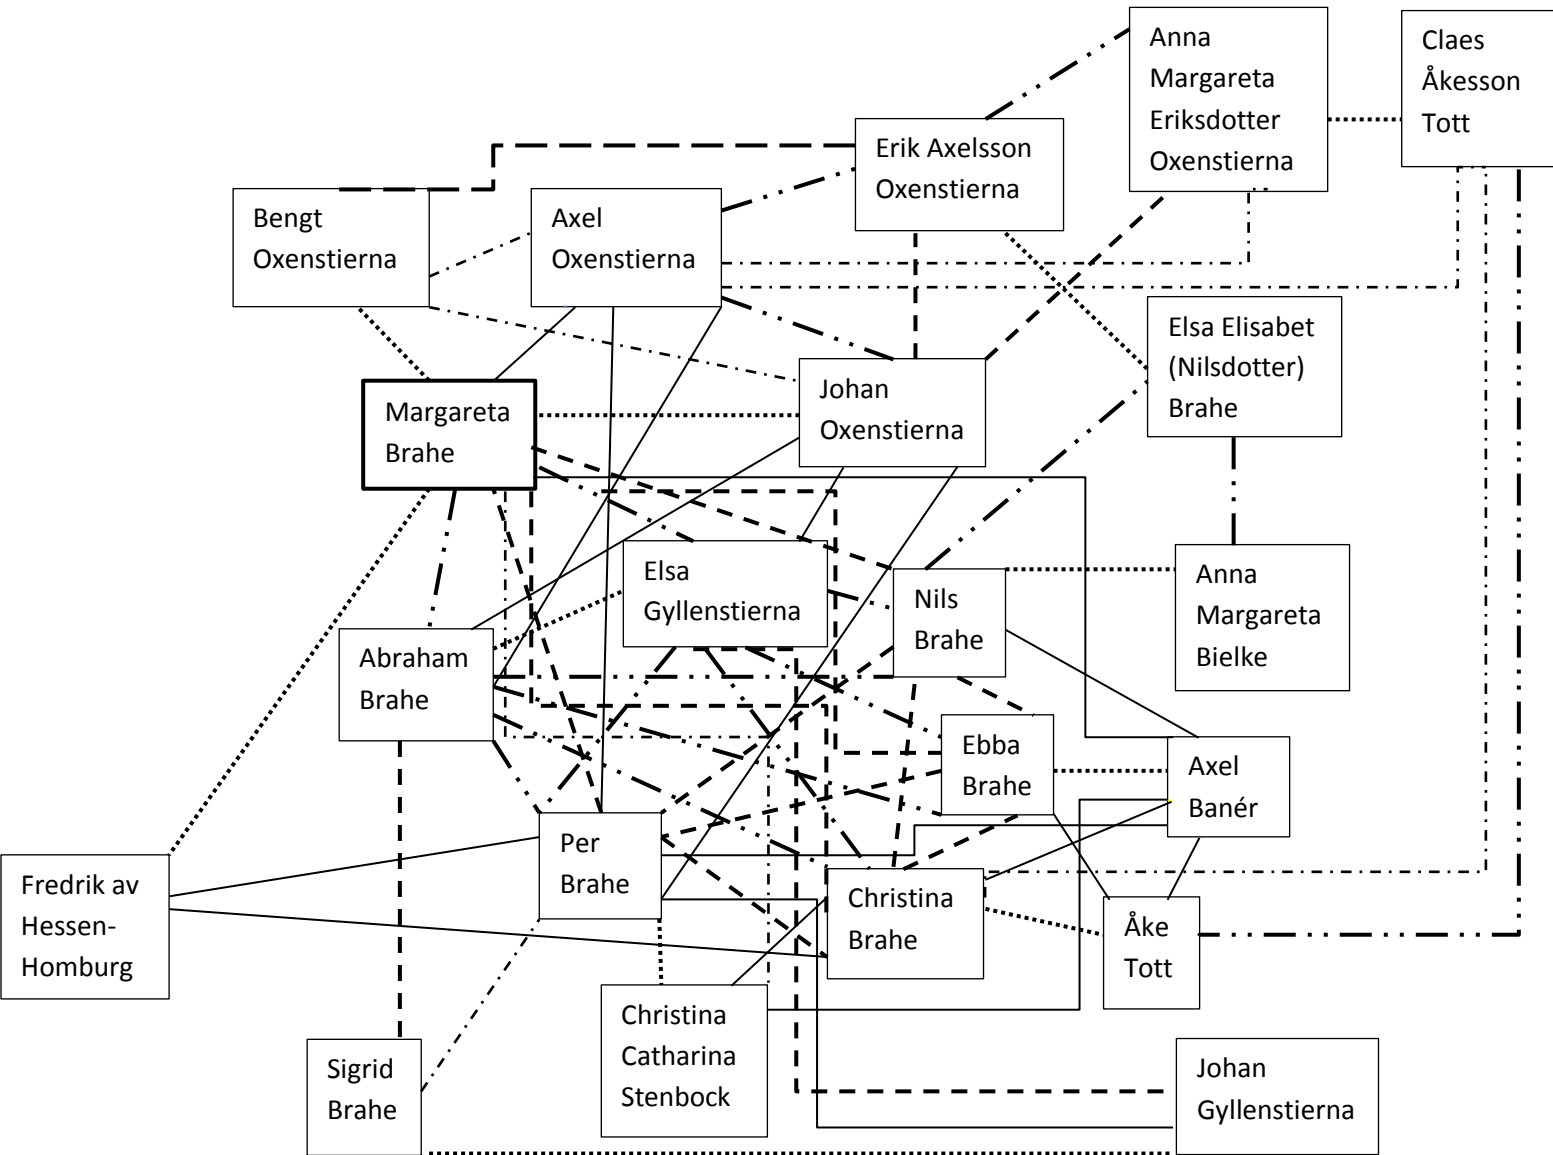 Anna
Margareta
Eriksdotter
Oxenstierna
Claes
Åkesson
Tott
Erik Axelsson
Oxenstierna
Bengt
Oxenstierna
Axel
Oxenstierna
Elsa Elisabet
(Nilsdotter)
Brahe
Johan
Oxenstierna
Margareta
Brahe
Elsa
Gyllenstierna
Nils
Brahe
Anna
Margareta
Bielke
Abraham
Brahe
Ebba
Brahe
Axel
Banér
Per
Brahe
Fredrik av
Hessen-
Homburg
Christina
Brahe
Åke
Tott
Christina
Catharina
Stenbock
Sigrid
Brahe
Johan
Gyllenstierna